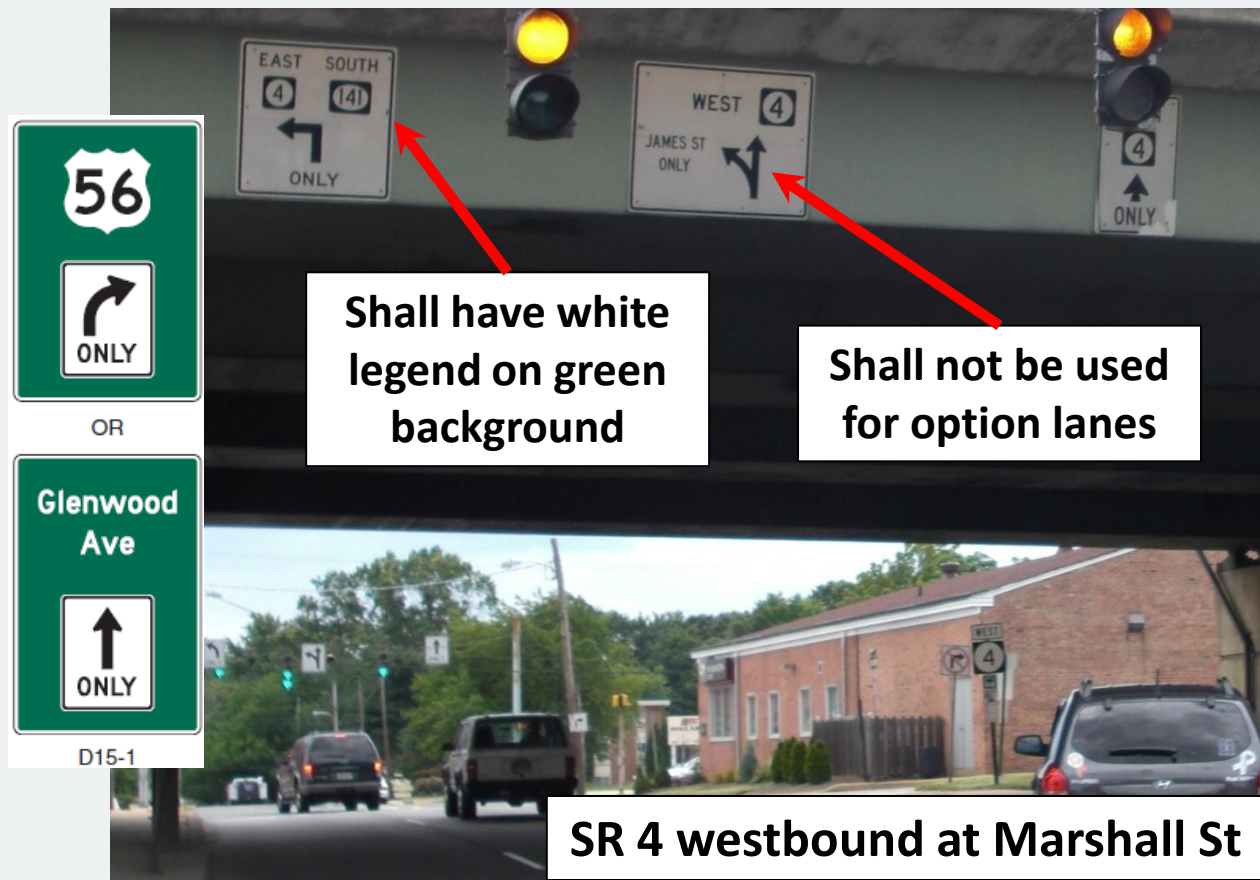 EAST SOUTH
4 141
ONLY
WEST 4
JAMES ST
ONLY
4
ONLY
56
ONLY
OR
Glenwood
Ave
ONLY
D15-1
Shall have white
legend on green
background
Shall not be used
for option lanes
WEST
4
SR 4 westbound at Marshall St